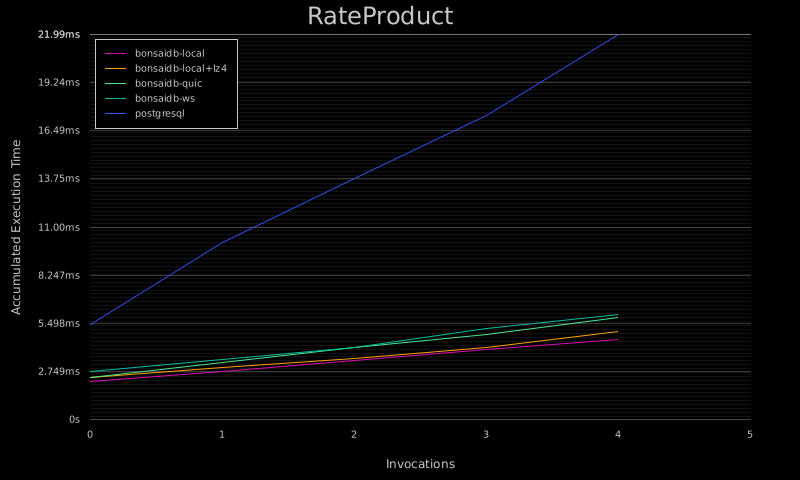 RateProduct
21.99ms
19.24ms
16.49ms
13.75ms
11.00ms
8.247ms
5.498ms
2.749ms
0s
bonsaidb-local
bonsaidb-local+lz4
bonsaidb-quic
bonsaidb-ws
postgresql
Accumulated Execution Time
0 1 2 3 4 5
Invocations